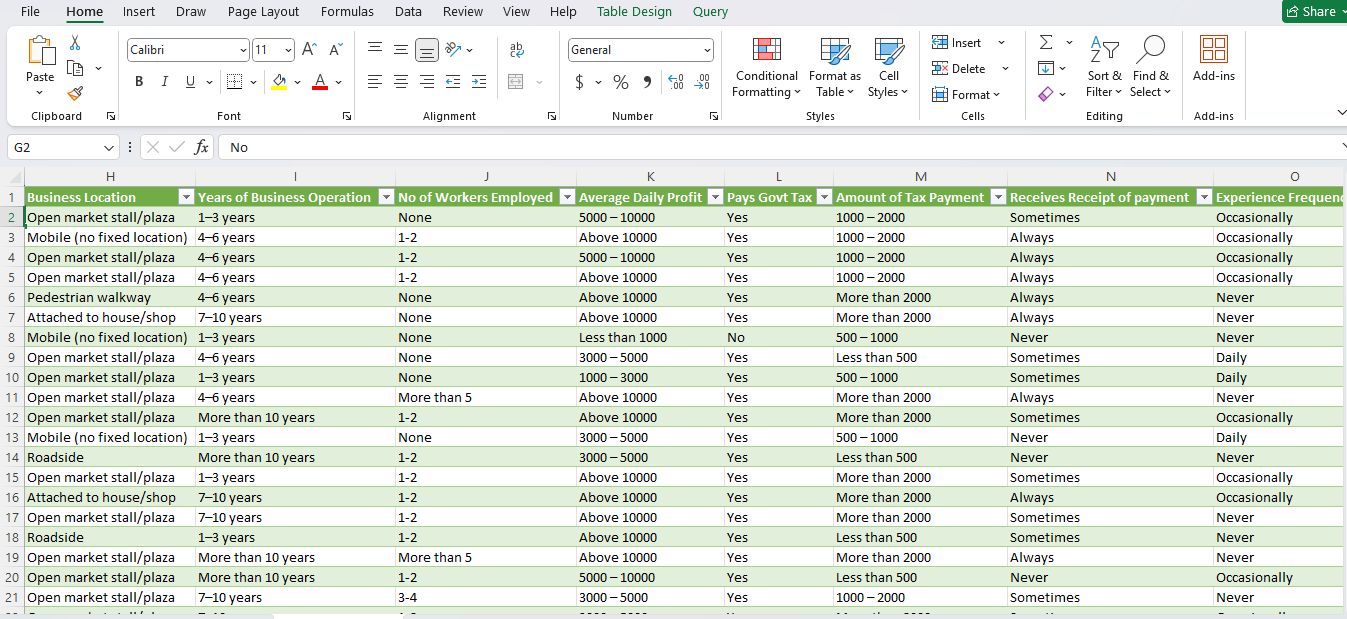 File Home Insert Draw Page Layout Formulas Data Review View Help Table Design Query Share
Calibri 11 A A ab General Insert Σ A Z
Paste B I U A $ % 9 .00 Conditional Formatting Format as Table Cell Styles Delete Sort & Filter Find & Select Add-ins
Format
Clipboard Font Alignment Number Styles Cells Editing Add-ins
G2 fx No
H I J K L M N O
1 Business Location Years of Business Operation No of Workers Employed Average Daily Profit Pays Govt Tax Amount of Tax Payment Receives Receipt of payment Experience Frequen
2 Open market stall/plaza 1–3 years None 5000 – 10000 Yes 1000 – 2000 Sometimes Occasionally
3 Mobile (no fixed location) 4–6 years 1-2 Above 10000 Yes 1000 – 2000 Always Occasionally
4 Open market stall/plaza 4–6 years 1-2 5000 – 10000 Yes 1000 – 2000 Always Occasionally
5 Open market stall/plaza 4–6 years 1-2 Above 10000 Yes 1000 – 2000 Always Occasionally
6 Pedestrian walkway 4–6 years None Above 10000 Yes More than 2000 Always Never
7 Attached to house/shop 7–10 years None Above 10000 Yes More than 2000 Always Never
8 Mobile (no fixed location) 1–3 years None Less than 1000 No 500 – 1000 Never Never
9 Open market stall/plaza 4–6 years None 3000 – 5000 Yes Less than 500 Sometimes Daily
10 Open market stall/plaza 1–3 years None 1000 – 3000 Yes 500 – 1000 Sometimes Daily
11 Open market stall/plaza 4–6 years More than 5 Above 10000 Yes More than 2000 Always Never
12 Open market stall/plaza More than 10 years 1-2 Above 10000 Yes More than 2000 Sometimes Occasionally
13 Mobile (no fixed location) 1–3 years None 3000 – 5000 Yes 500 – 1000 Never Daily
14 Roadside More than 10 years 1-2 3000 – 5000 Yes Less than 500 Never Never
15 Open market stall/plaza 1–3 years 1-2 Above 10000 Yes More than 2000 Sometimes Occasionally
16 Attached to house/shop 7–10 years 1-2 Above 10000 Yes More than 2000 Always Occasionally
17 Open market stall/plaza 7–10 years 1-2 Above 10000 Yes More than 2000 Sometimes Never
18 Roadside 1–3 years 1-2 Above 10000 Yes Less than 500 Sometimes Never
19 Open market stall/plaza More than 10 years More than 5 Above 10000 Yes More than 2000 Always Never
20 Open market stall/plaza More than 10 years 1-2 5000 – 10000 Yes Less than 500 Never Occasionally
21 Open market stall/plaza 7–10 years 3-4 3000 – 5000 Yes 1000 – 2000 Sometimes Never